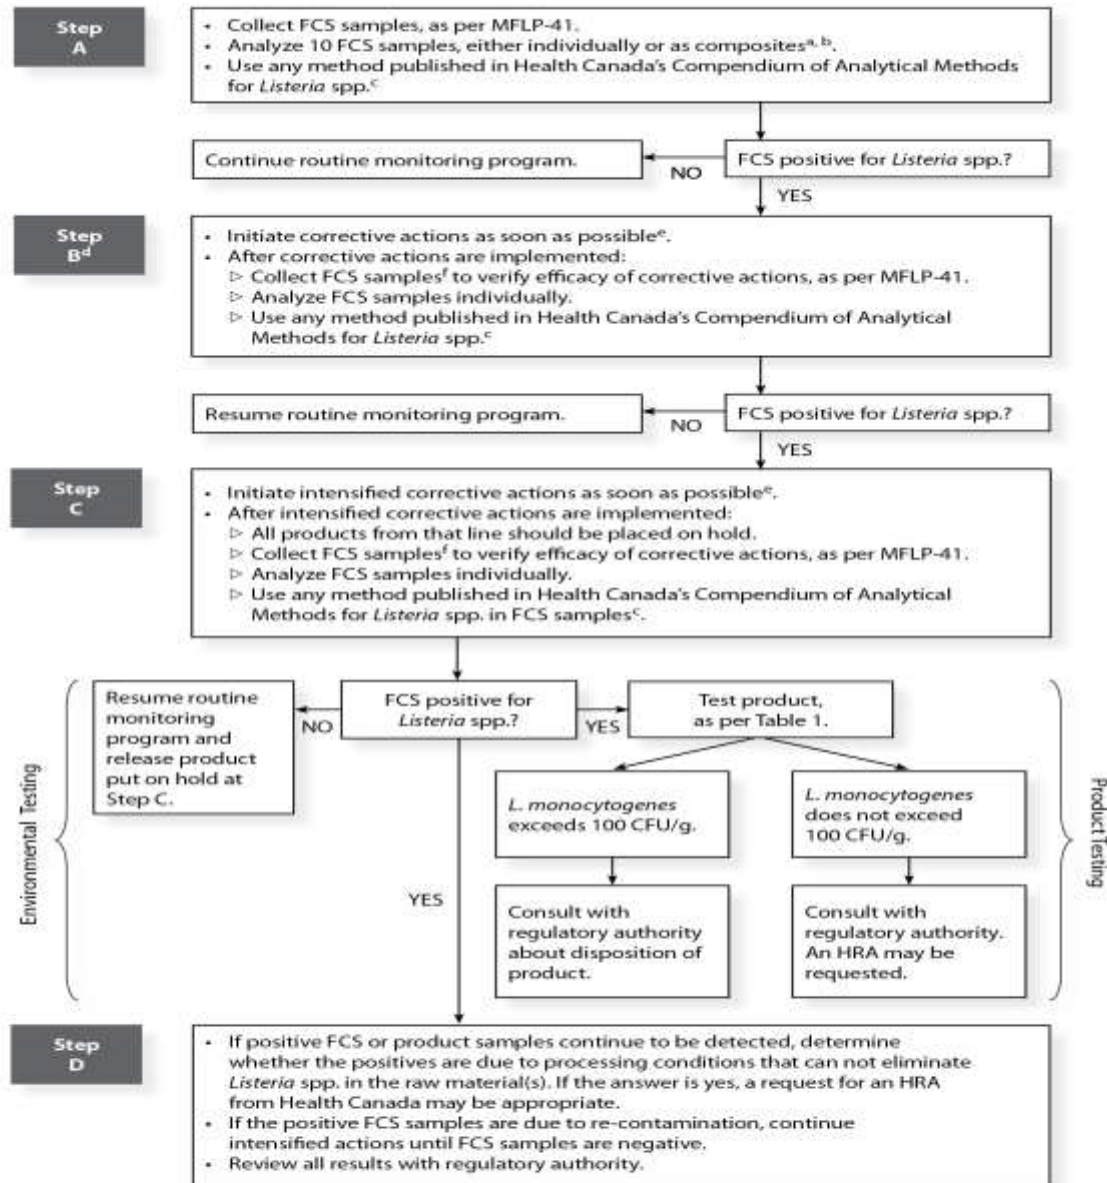 Step
A
• Collect FCS samples, as per MFLP-41.
• Analyze 10 FCS samples, either individually or as composites^a, b.
• Use any method published in Health Canada's Compendium of Analytical Methods
for Listeria spp.^c
Continue routine monitoring program.
NO
FCS positive for Listeria spp.?
YES
Step
B^d
• Initiate corrective actions as soon as possible^e.
• After corrective actions are implemented:
▷ Collect FCS samples^f to verify efficacy of corrective actions, as per MFLP-41.
▷ Analyze FCS samples individually.
▷ Use any method published in Health Canada's Compendium of Analytical
Methods for Listeria spp.^c
Resume routine monitoring program.
NO
FCS positive for Listeria spp.?
YES
Step
C
• Initiate intensified corrective actions as soon as possible^e.
• After intensified corrective actions are implemented:
▷ All products from that line should be placed on hold.
▷ Collect FCS samples^f to verify efficacy of corrective actions, as per MFLP-41.
▷ Analyze FCS samples individually.
▷ Use any method published in Health Canada's Compendium of Analytical
Methods for Listeria spp. in FCS samples^c.
Environmental Testing
Resume routine
monitoring
program and
release product
put on hold at
Step C.
NO
FCS positive for
Listeria spp.?
YES
Test product,
as per Table 1.
L. monocytogenes
exceeds 100 CFU/g.
L. monocytogenes
does not exceed
100 CFU/g.
Product Testing
YES
Consult with
regulatory authority
about disposition of
product.
Consult with
regulatory authority.
An HRA may be
requested.
Step
D
• If positive FCS or product samples continue to be detected, determine
whether the positives are due to processing conditions that can not eliminate
Listeria spp. in the raw material(s). If the answer is yes, a request for an HRA
from Health Canada may be appropriate.
• If the positive FCS samples are due to re-contamination, continue
intensified actions until FCS samples are negative.
• Review all results with regulatory authority.